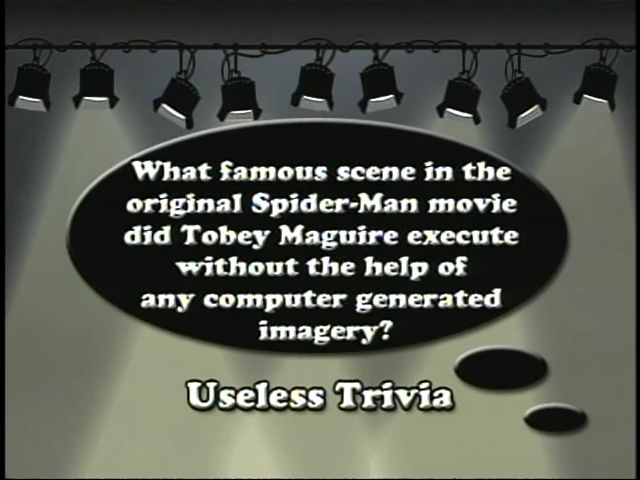 What famous scene in the
original Spider-Man movie
did Tobey Maguire execute
without the help of
any computer generated
imagery?
Useless Trivia